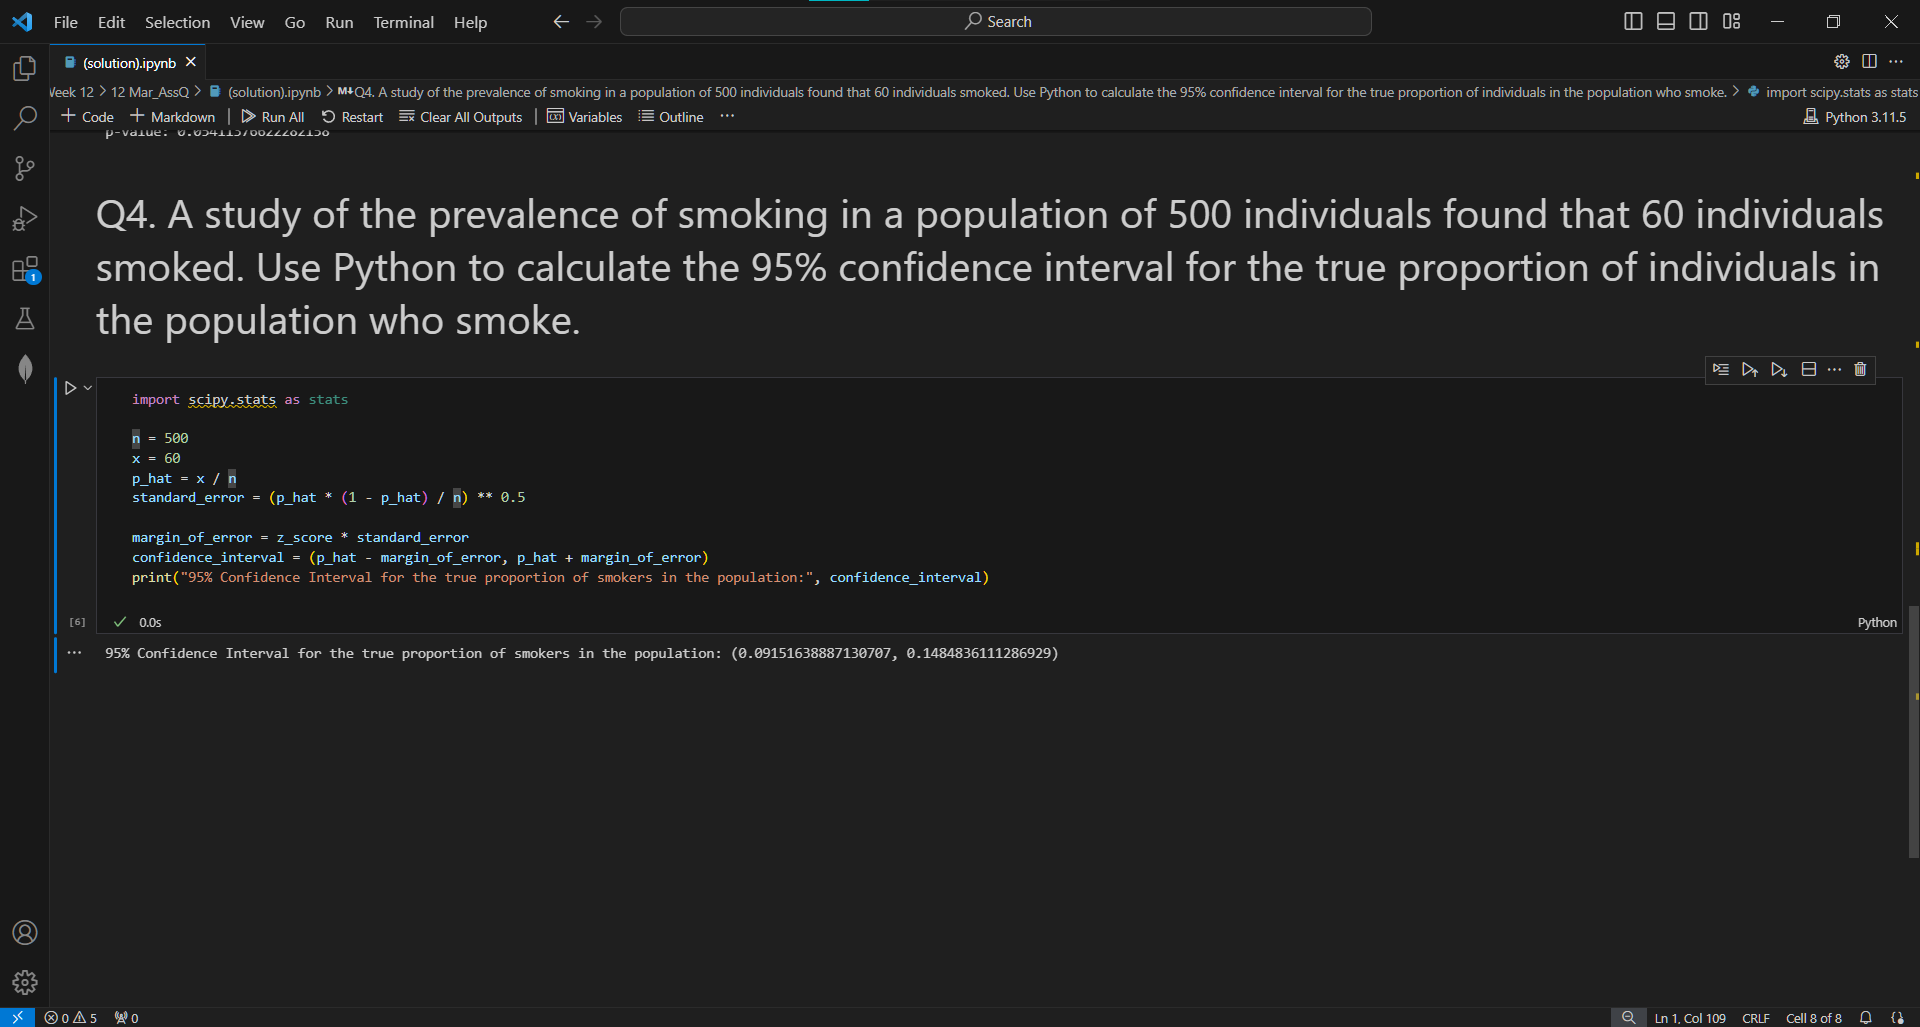 File Edit Selection View Go Run Terminal Help
Search
(solution).ipynb
Week 12 > 12 Mar_AssQ > (solution).ipynb > M↓Q4. A study of the prevalence of smoking in a population of 500 individuals found that 60 individuals smoked. Use Python to calculate the 95% confidence interval for the true proportion of individuals in the population who smoke. > import scipy.stats as stats
+ Code + Markdown | Run All Restart Clear All Outputs | Variables Outline ...
Python 3.11.5
p-value: 0.05411376622282158
Q4. A study of the prevalence of smoking in a population of 500 individuals found that 60 individuals
smoked. Use Python to calculate the 95% confidence interval for the true proportion of individuals in
the population who smoke.
import scipy.stats as stats
n = 500
x = 60
p_hat = x / n
standard_error = (p_hat * (1 - p_hat) / n) ** 0.5
margin_of_error = z_score * standard_error
confidence_interval = (p_hat - margin_of_error, p_hat + margin_of_error)
print("95% Confidence Interval for the true proportion of smokers in the population:", confidence_interval)
[6] 0.0s
Python
95% Confidence Interval for the true proportion of smokers in the population: (0.09151638887130707, 0.1484836111286929)
1
0 5 0
Ln 1, Col 109 CRLF Cell 8 of 8